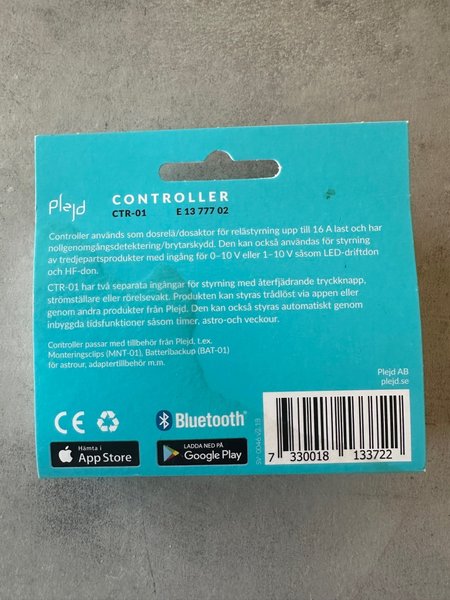 Plejd
CONTROLLER
CTR-01 E 13 777 02
Controller används som dosrelä/dosaktor för relästyrning upp till 16 A last och har
nollgenomgångsdetektering/brytarskydd. Den kan också användas för styrning
av tredjepartsprodukter med ingång för 0–10 V eller 1–10 V såsom LED-driftdon
och HF-don.
CTR-01 har två separata ingångar för styrning med återfjädrande tryckknapp,
strömställare eller rörelsevakt. Produkten kan styras trådlöst via appen eller
genom andra produkter från Plejd. Den kan också styras automatiskt genom
inbyggda tidsfunktioner såsom timer, astro-och veckour.
Controller passar med tillbehör från Plejd, t.ex.
Monteringsclips (MNT-01), Batteribackup (BAT-01)
för astrour, adaptertillbehör m.m.
Plejd AB
plejd.se
CE
Bluetooth®
Hämta i
App Store
LADDA NED PÅ
Google Play
SV-0046.v2.19
7 330018 133722